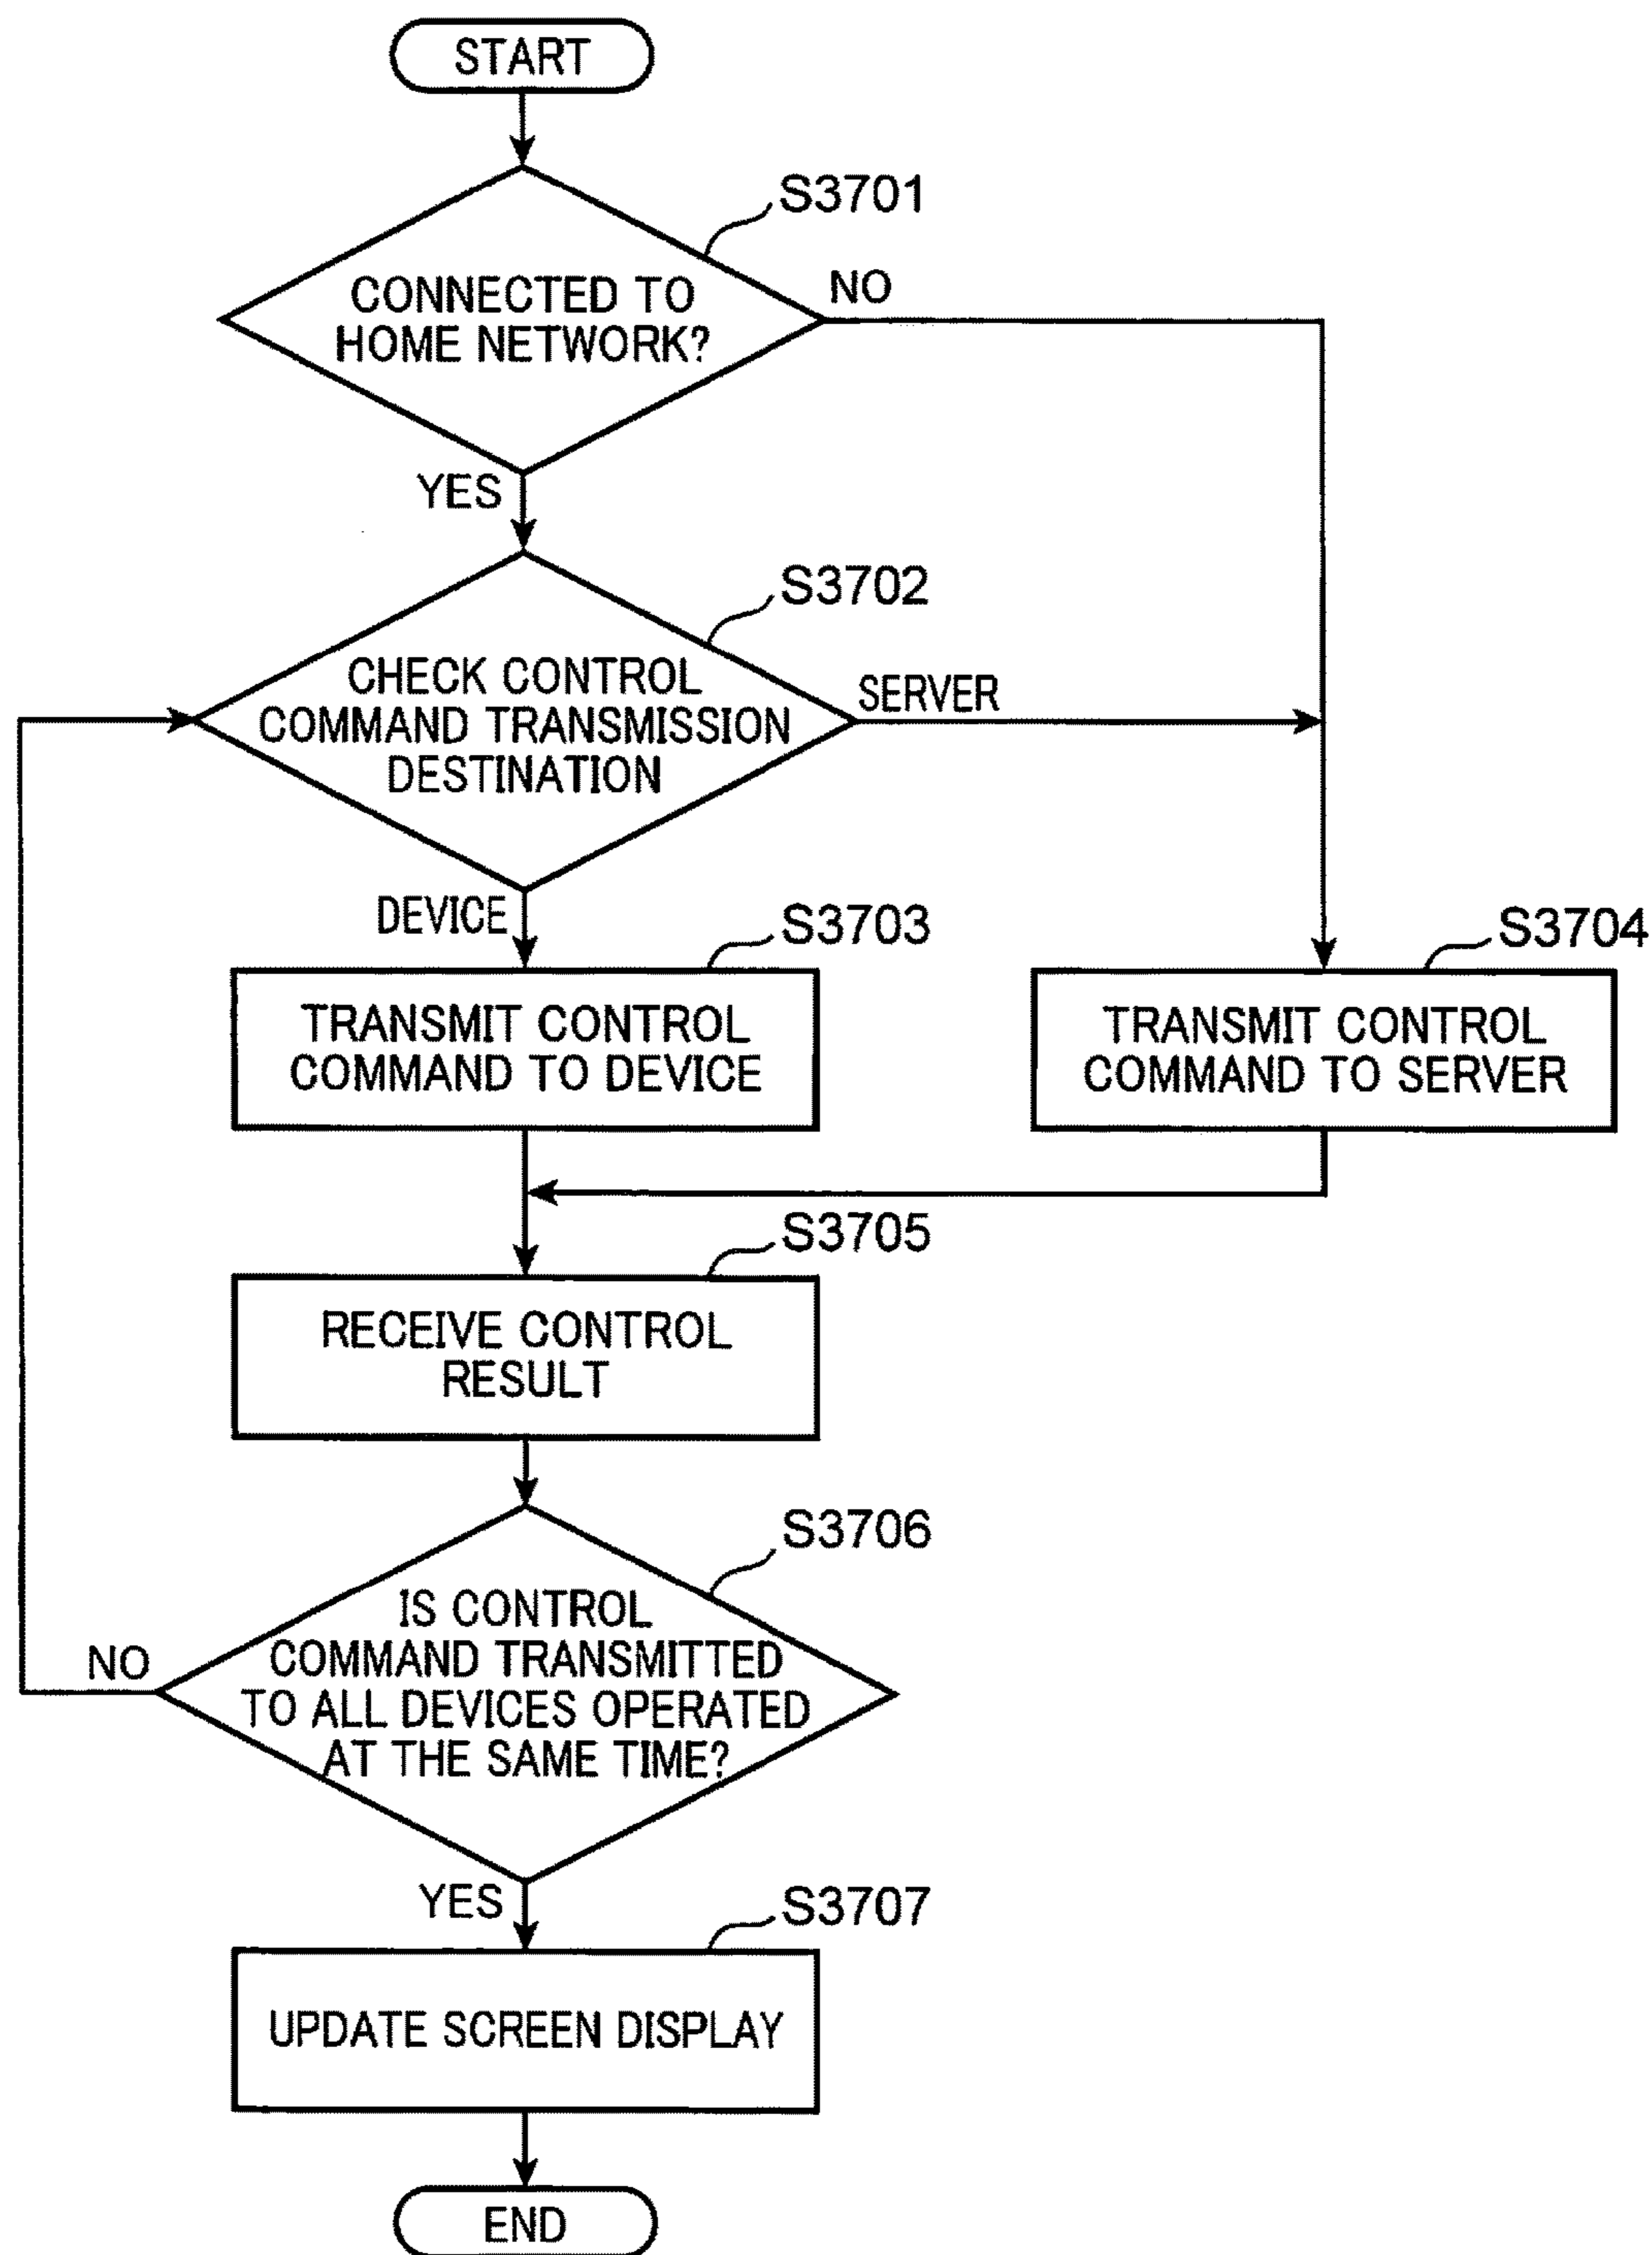 START
S3701
CONNECTED TO
HOME NETWORK?
NO
YES
S3702
CHECK CONTROL
COMMAND TRANSMISSION
DESTINATION
SERVER
DEVICE
S3703
S3704
TRANSMIT CONTROL
COMMAND TO DEVICE
TRANSMIT CONTROL
COMMAND TO SERVER
S3705
RECEIVE CONTROL
RESULT
S3706
IS CONTROL
COMMAND TRANSMITTED
TO ALL DEVICES OPERATED
AT THE SAME TIME?
NO
YES
S3707
UPDATE SCREEN DISPLAY
END